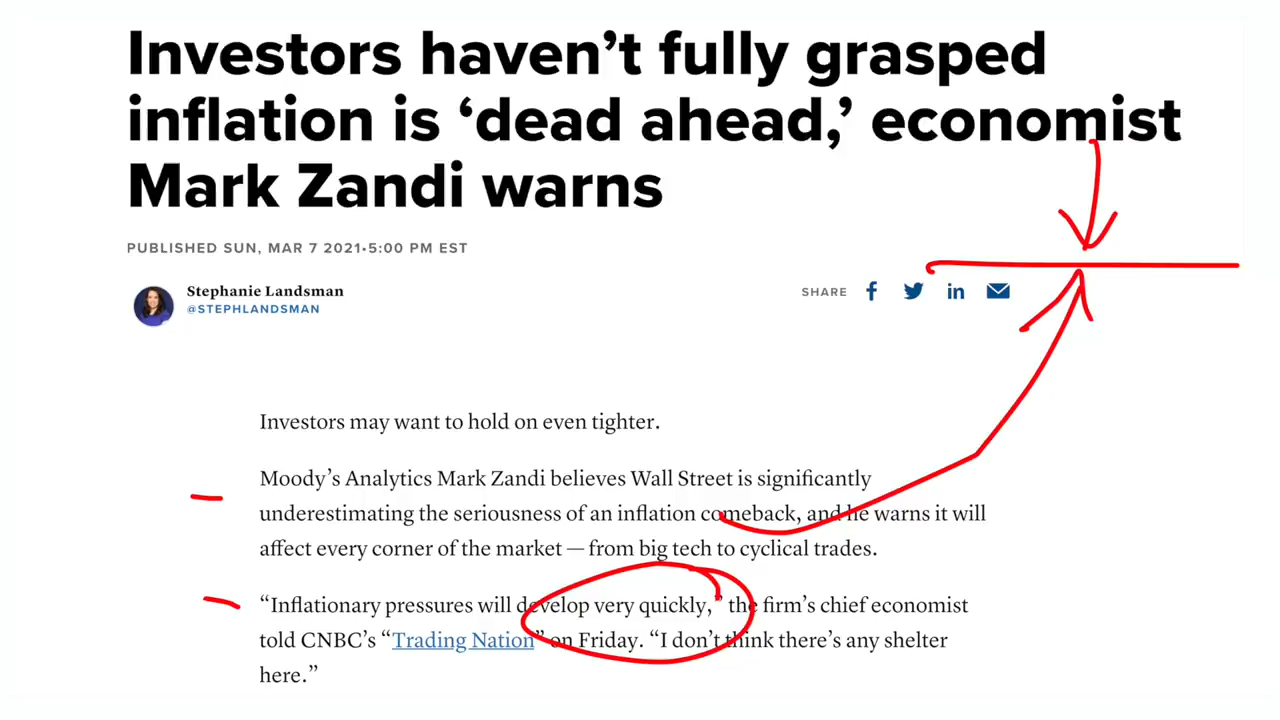 Investors haven’t fully grasped
inflation is ‘dead ahead,’ economist
Mark Zandi warns
PUBLISHED SUN, MAR 7 2021•5:00 PM EST
Stephanie Landsman
@STEPHLANDSMAN
SHARE
Investors may want to hold on even tighter.
Moody’s Analytics Mark Zandi believes Wall Street is significantly
underestimating the seriousness of an inflation comeback, and he warns it will
affect every corner of the market — from big tech to cyclical trades.
“Inflationary pressures will develop very quickly,” the firm’s chief economist
told CNBC’s “Trading Nation” on Friday. “I don’t think there’s any shelter
here.”